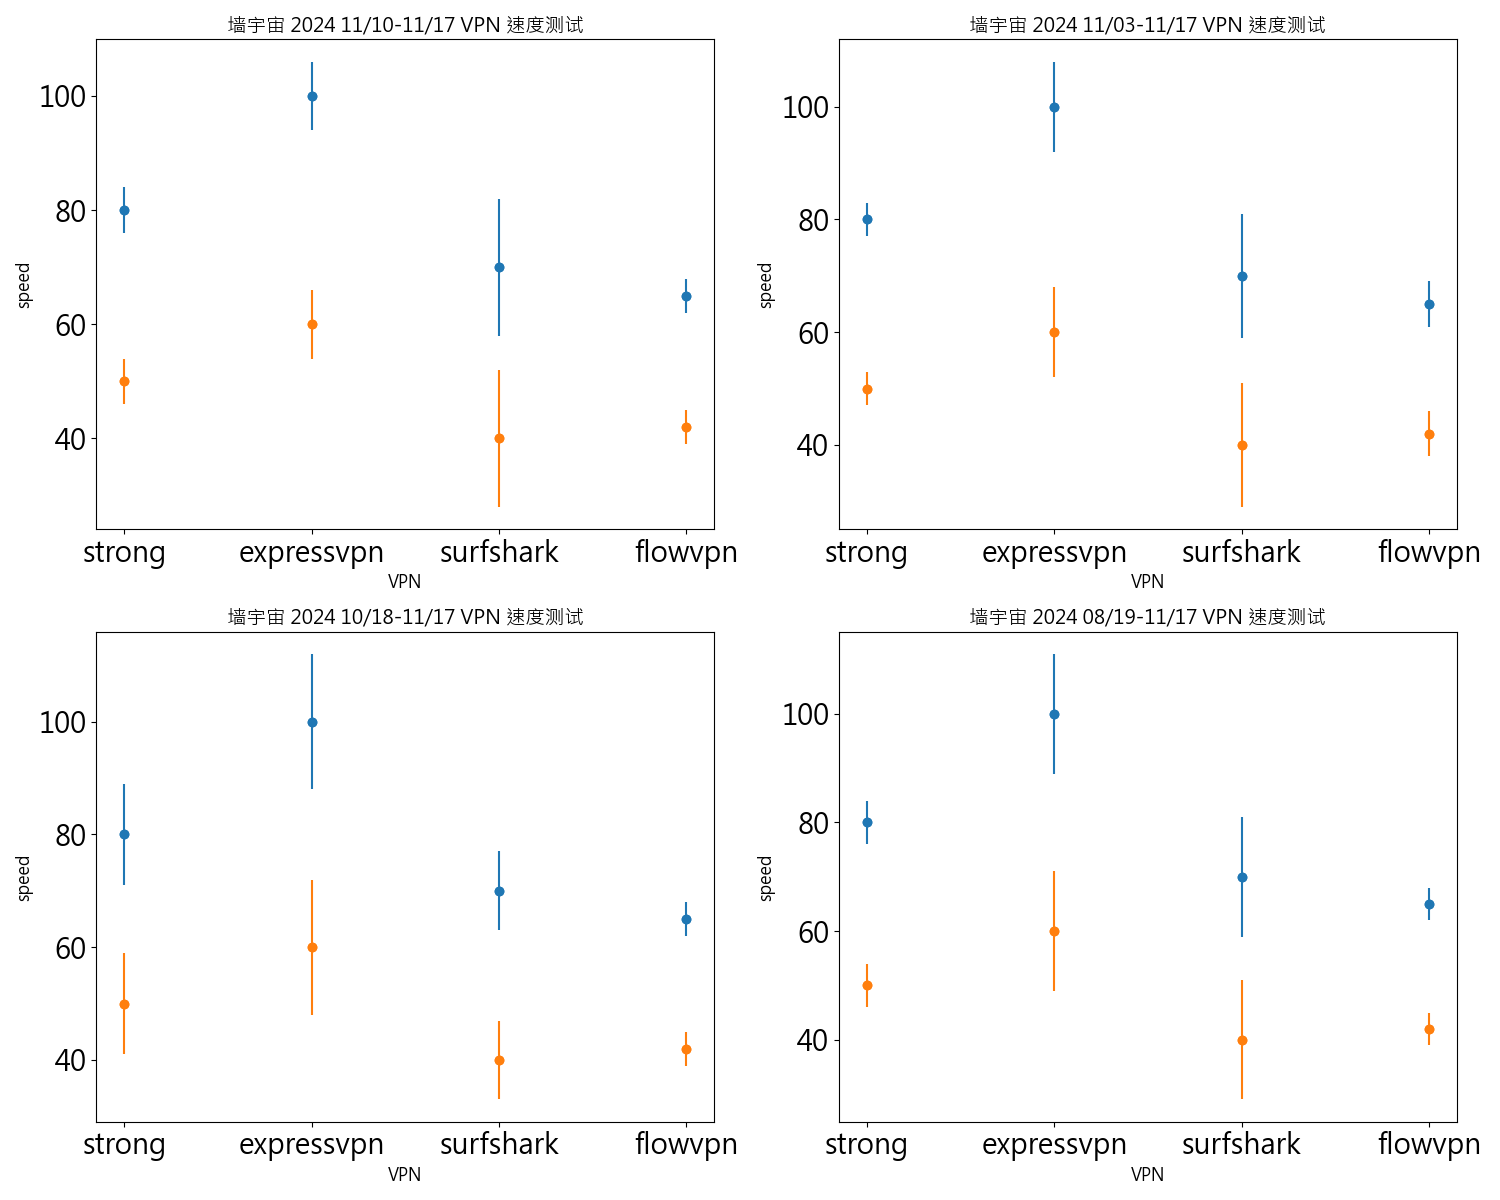 墙宇宙 2024 11/10-11/17 VPN 速度测试
100
80
60
40
speed
strong expressvpn surfshark flowvpn
VPN
墙宇宙 2024 11/03-11/17 VPN 速度测试
100
80
60
40
speed
strong expressvpn surfshark flowvpn
VPN
墙宇宙 2024 10/18-11/17 VPN 速度测试
100
80
60
40
speed
strong expressvpn surfshark flowvpn
VPN
墙宇宙 2024 08/19-11/17 VPN 速度测试
100
80
60
40
speed
strong expressvpn surfshark flowvpn
VPN